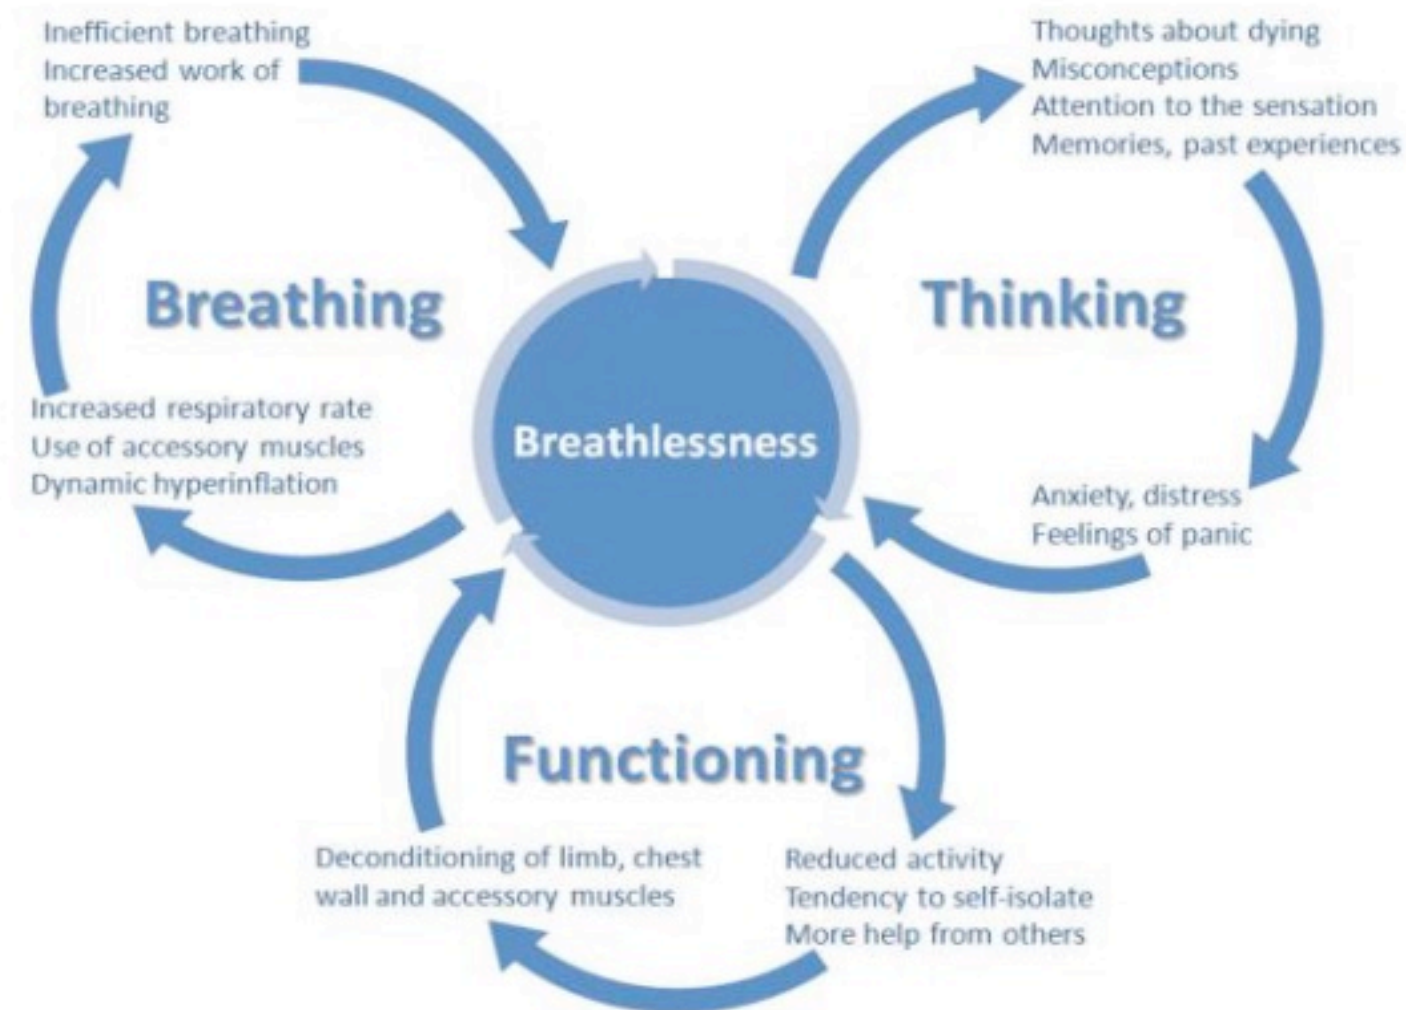 Inefficient breathing
Increased work of
breathing
Thoughts about dying
Misconceptions
Attention to the sensation
Memories, past experiences
Breathing
Thinking
Increased respiratory rate
Use of accessory muscles
Dynamic hyperinflation
Breathlessness
Anxiety, distress
Feelings of panic
Functioning
Deconditioning of limb, chest
wall and accessory muscles
Reduced activity
Tendency to self-isolate
More help from others